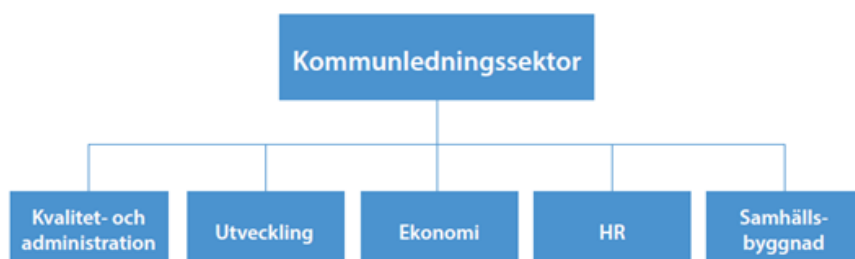 Kommunledningssektor
Kvalitet- och
administration
Utveckling
Ekonomi
HR
Samhälls-
byggnad